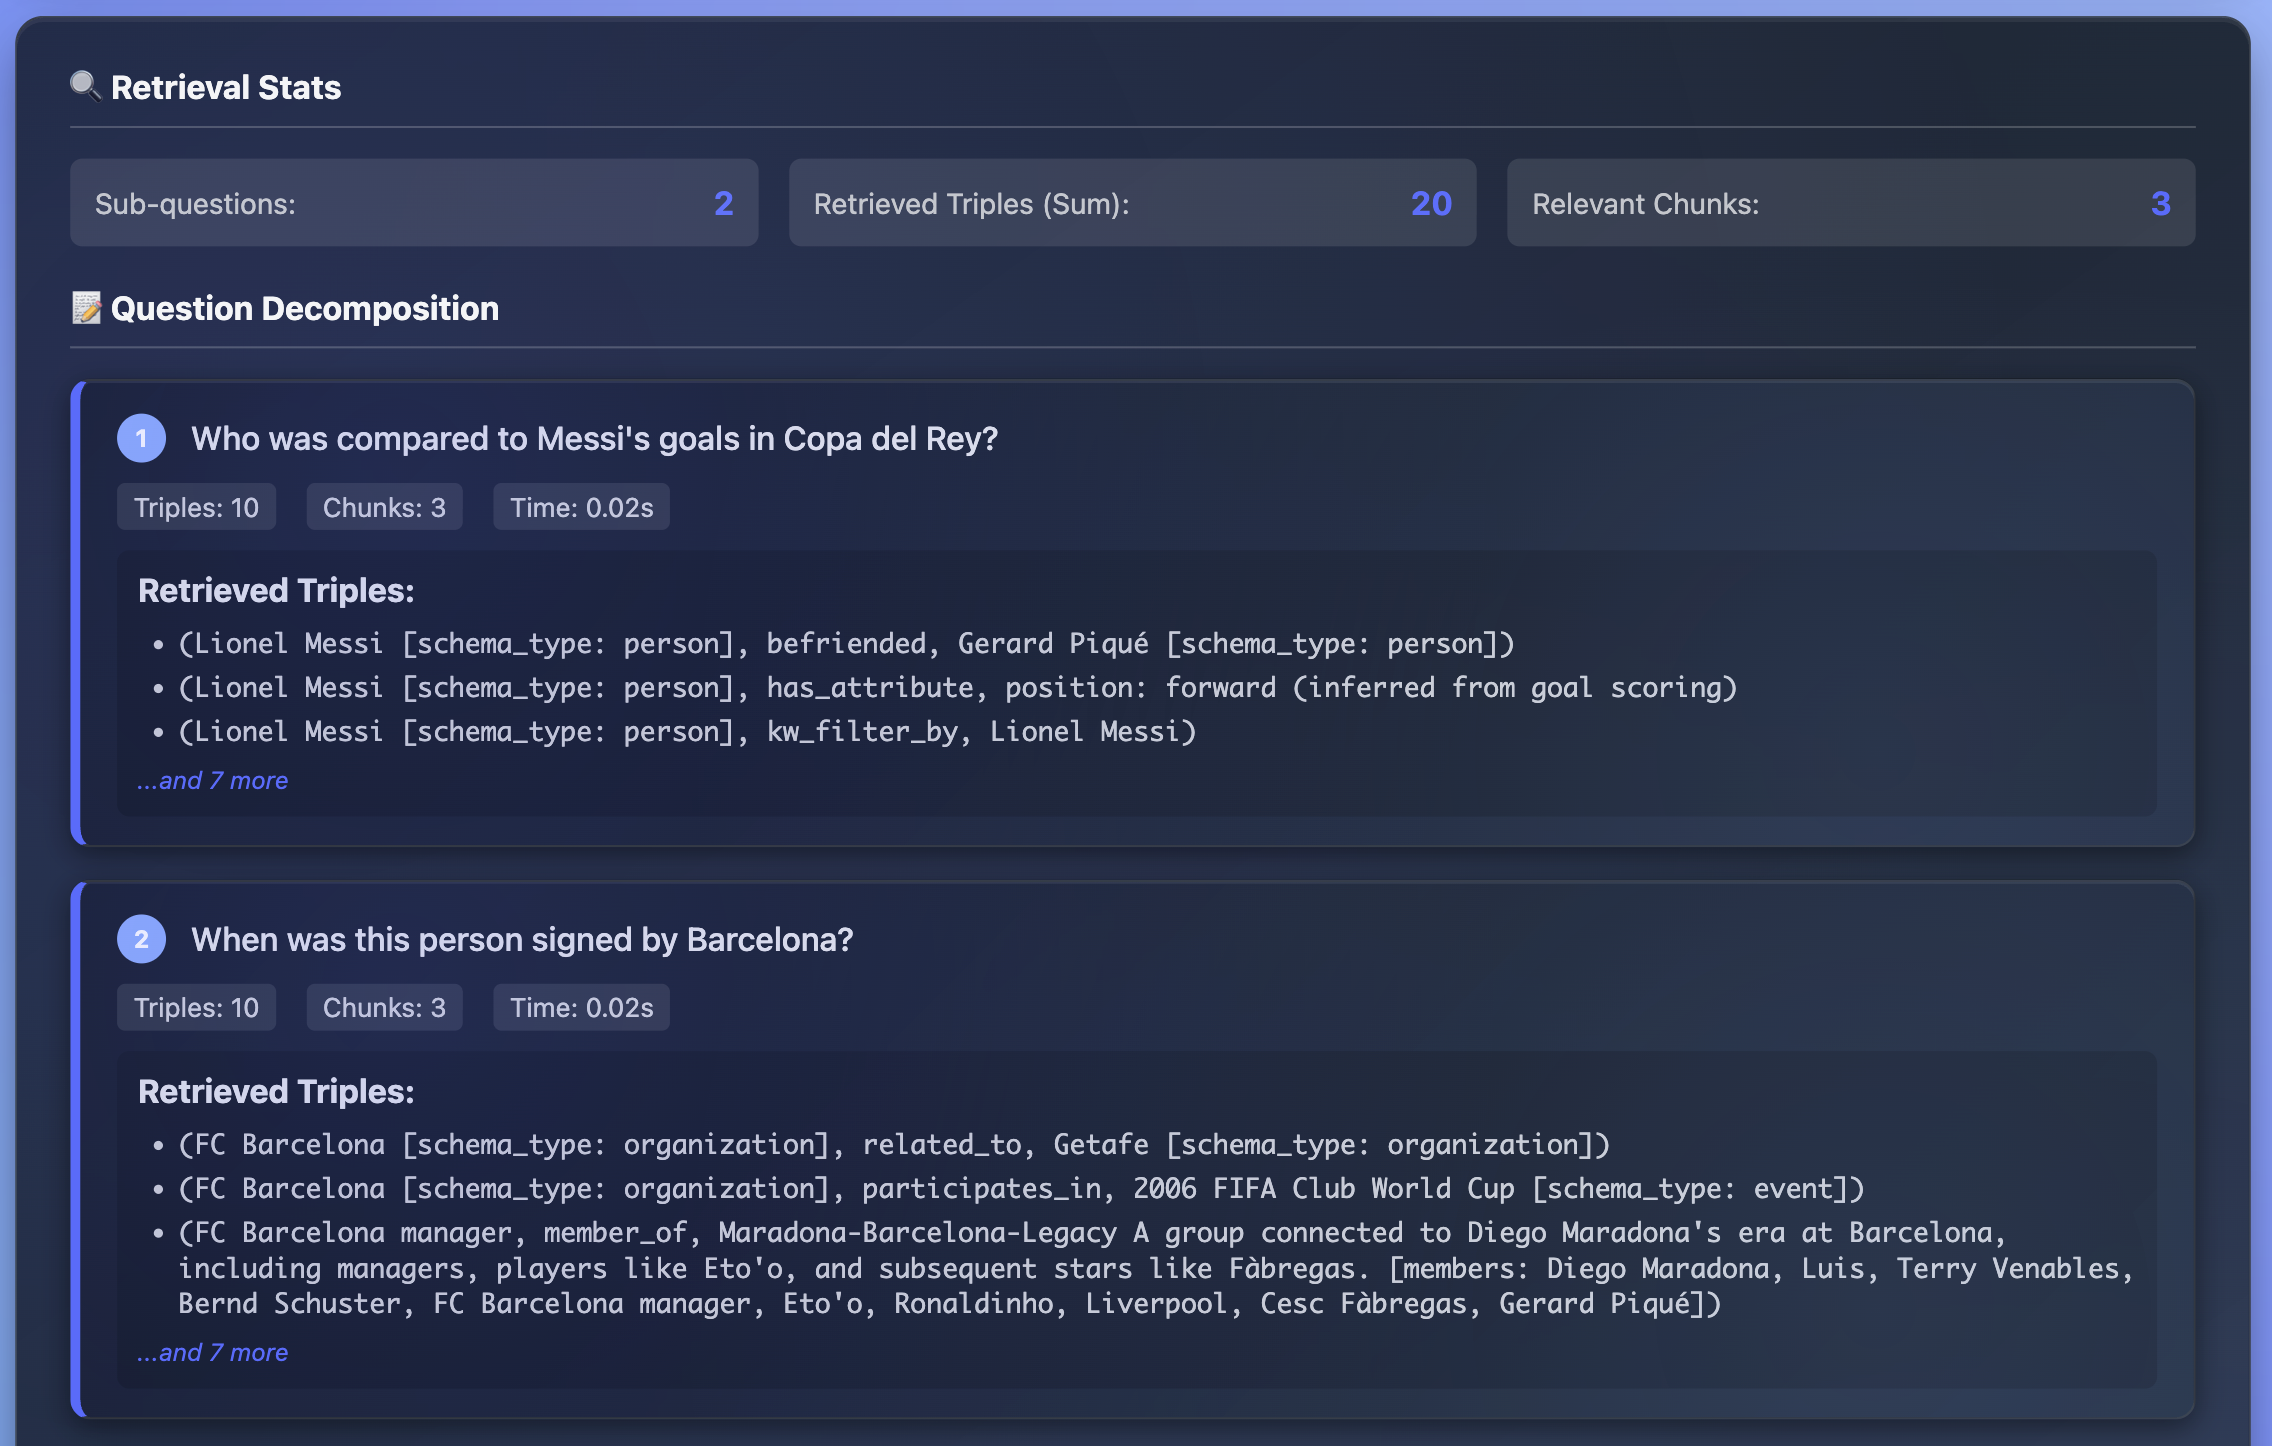 🔍 Retrieval Stats
Sub-questions: 2
Retrieved Triples (Sum): 20
Relevant Chunks: 3
📝 Question Decomposition
1 Who was compared to Messi's goals in Copa del Rey?
Triples: 10 Chunks: 3 Time: 0.02s
Retrieved Triples:
• (Lionel Messi [schema_type: person], befriended, Gerard Piqué [schema_type: person])
• (Lionel Messi [schema_type: person], has_attribute, position: forward (inferred from goal scoring)
• (Lionel Messi [schema_type: person], kw_filter_by, Lionel Messi)
...and 7 more
2 When was this person signed by Barcelona?
Triples: 10 Chunks: 3 Time: 0.02s
Retrieved Triples:
• (FC Barcelona [schema_type: organization], related_to, Getafe [schema_type: organization])
• (FC Barcelona [schema_type: organization], participates_in, 2006 FIFA Club World Cup [schema_type: event])
• (FC Barcelona manager, member_of, Maradona-Barcelona-Legacy A group connected to Diego Maradona's era at Barcelona,
including managers, players like Eto'o, and subsequent stars like Fàbregas. [members: Diego Maradona, Luis, Terry Venables,
Bernd Schuster, FC Barcelona manager, Eto'o, Ronaldinho, Liverpool, Cesc Fàbregas, Gerard Piqué])
...and 7 more